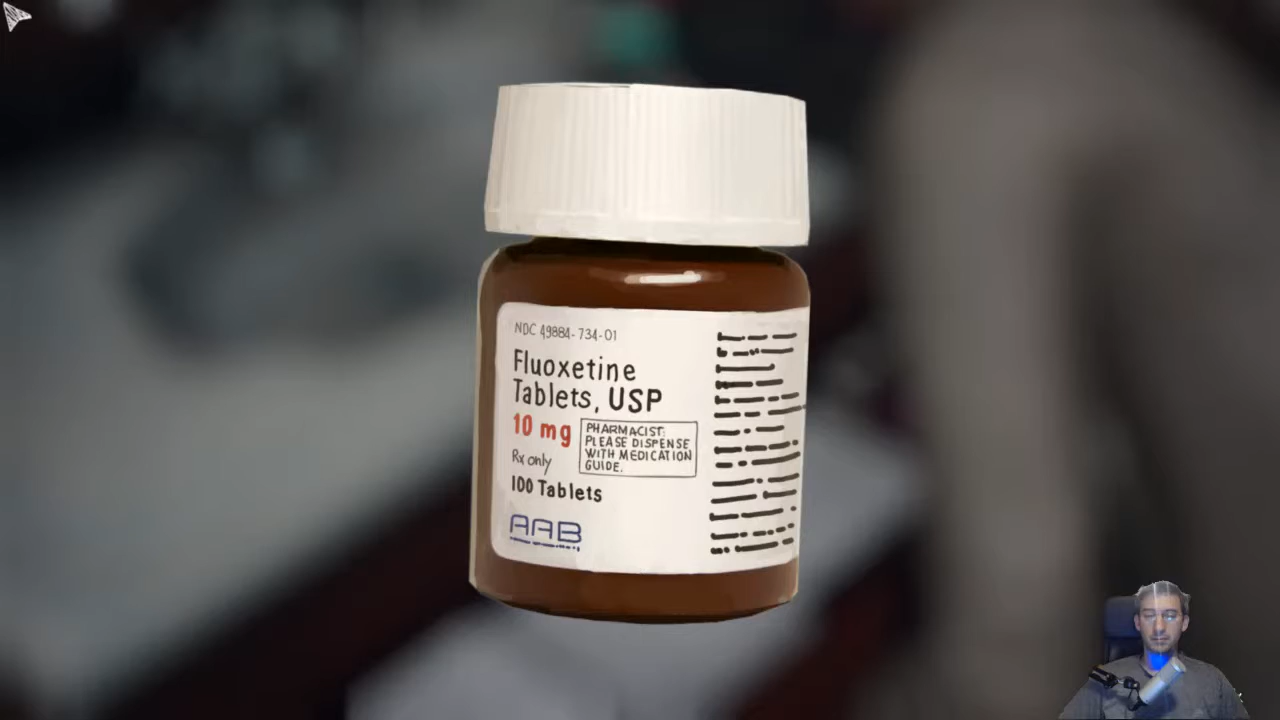 NDC 49884-734-01
Fluoxetine
Tablets, USP
10 mg
PHARMACIST:
PLEASE DISPENSE
WITH MEDICATION
GUIDE.
Rx only
100 Tablets
AAB